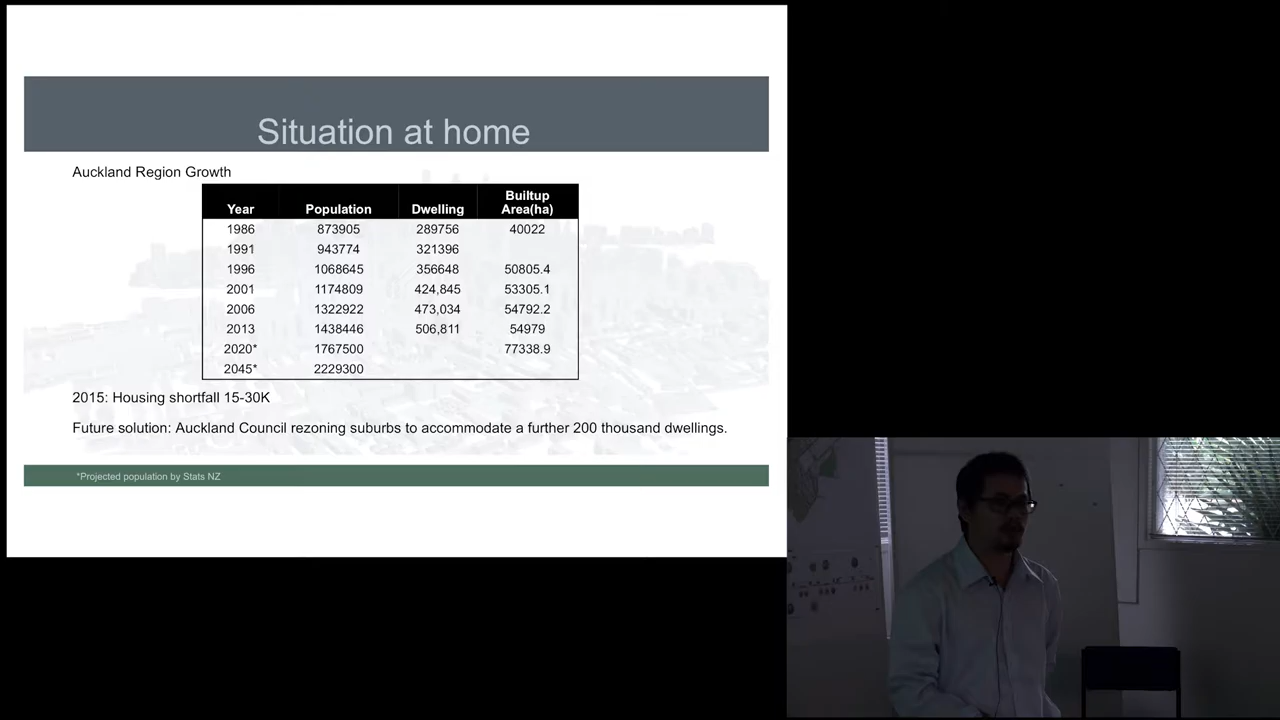 Situation at home
Auckland Region Growth
Year Population Dwelling Builtup Area(ha)
1986 873905 289756 40022
1991 943774 321396
1996 1068645 356648 50805.4
2001 1174809 424,845 53305.1
2006 1322922 473,034 54792.2
2013 1438446 506,811 54979
2020* 1767500 77338.9
2045* 2229300
2015: Housing shortfall 15-30K
Future solution: Auckland Council rezoning suburbs to accommodate a further 200 thousand dwellings.
*Projected population by Stats NZ